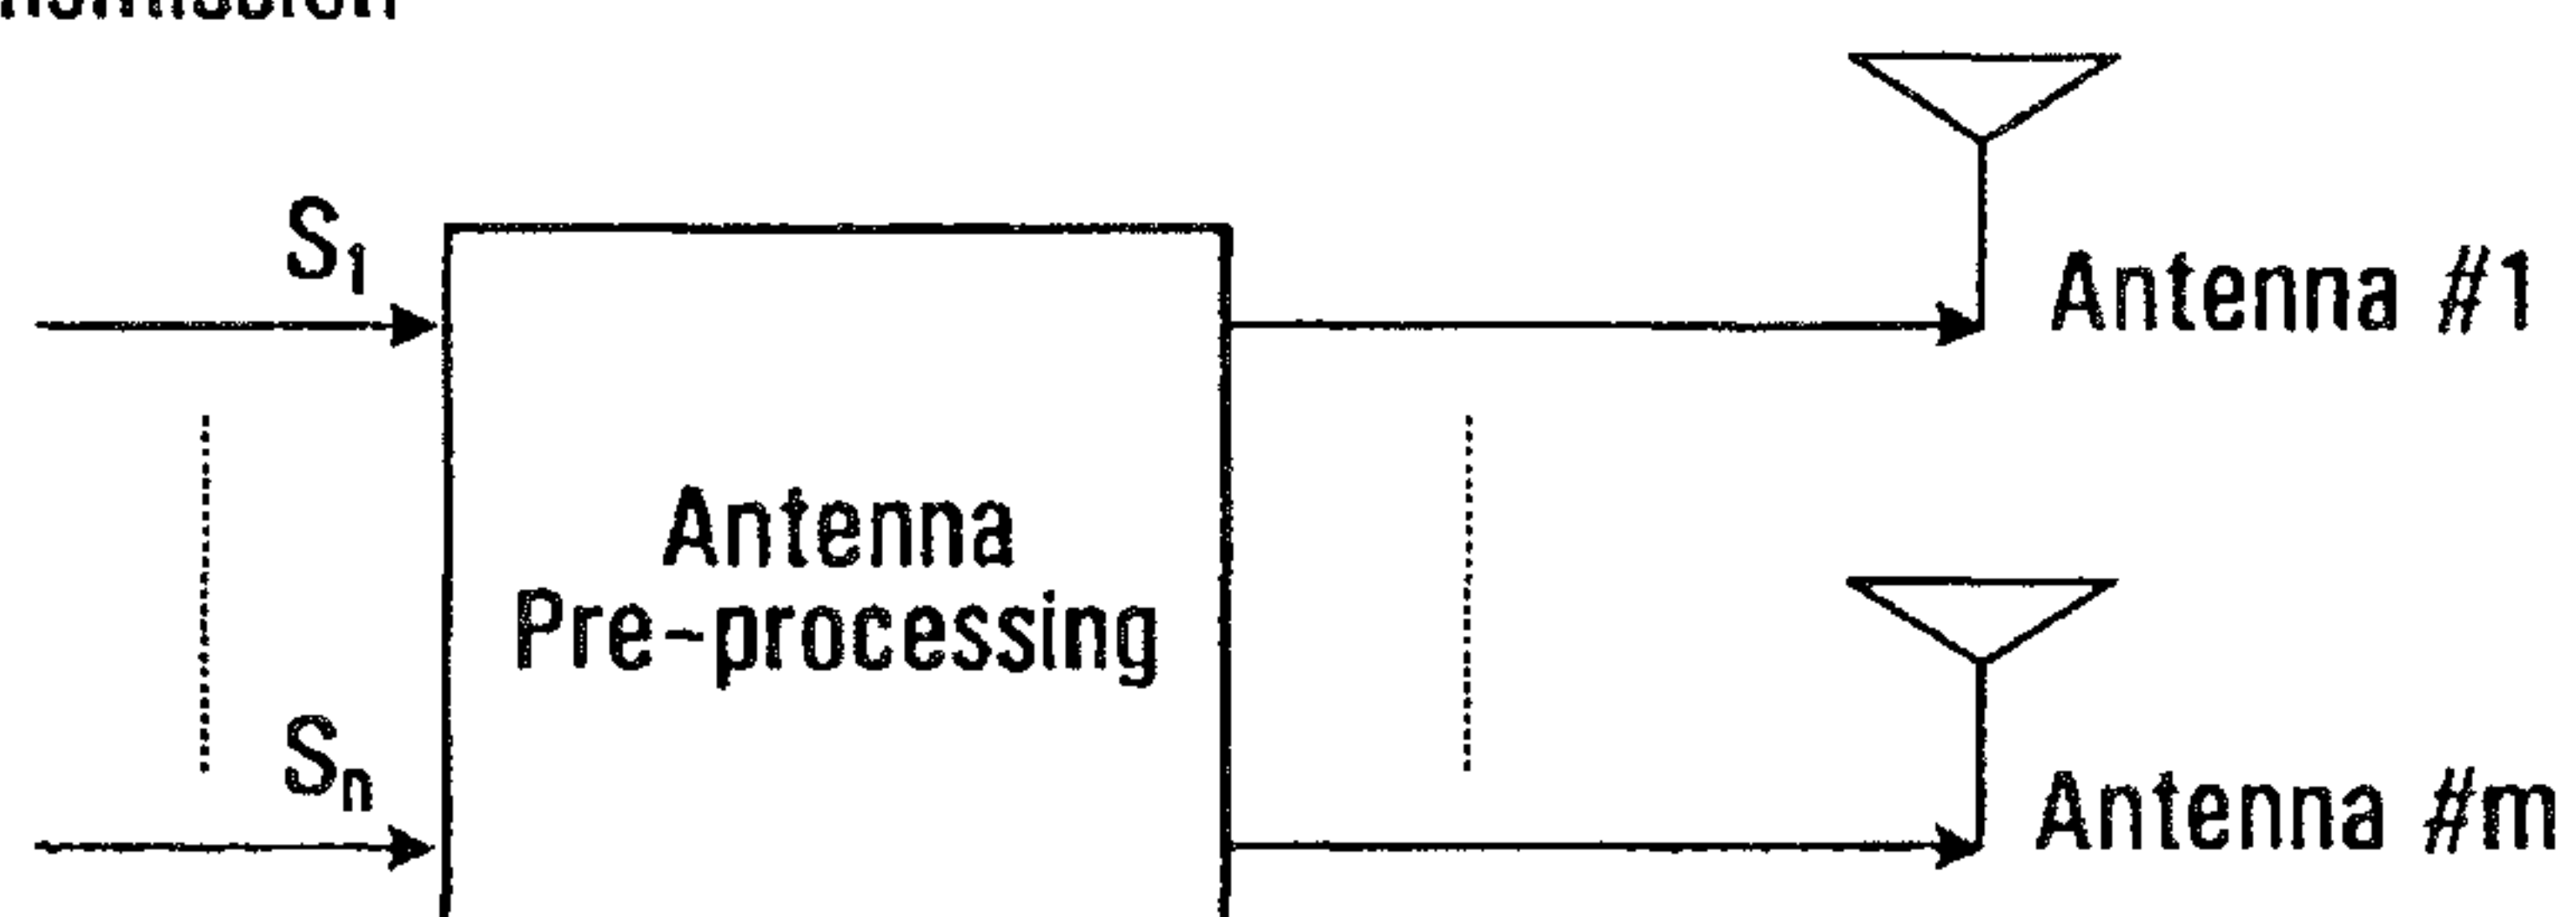 S1
Antenna #1
Antenna
Pre-processing
Sn
Antenna #m